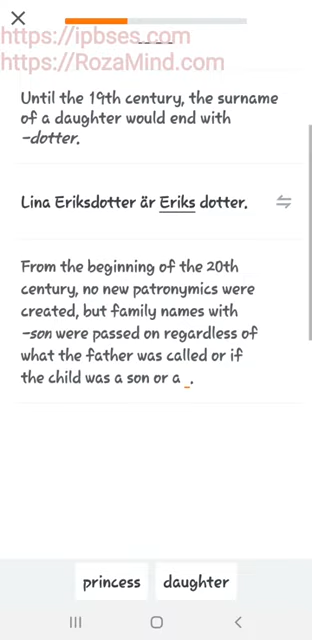 https://ipbses.com
https://RozaMind.com
Until the 19th century, the surname
of a daughter would end with
-dotter.
Lina Eriksdotter är Eriks dotter.
From the beginning of the 20th
century, no new patronymics were
created, but family names with
-son were passed on regardless of
what the father was called or if
the child was a son or a _.
princess daughter